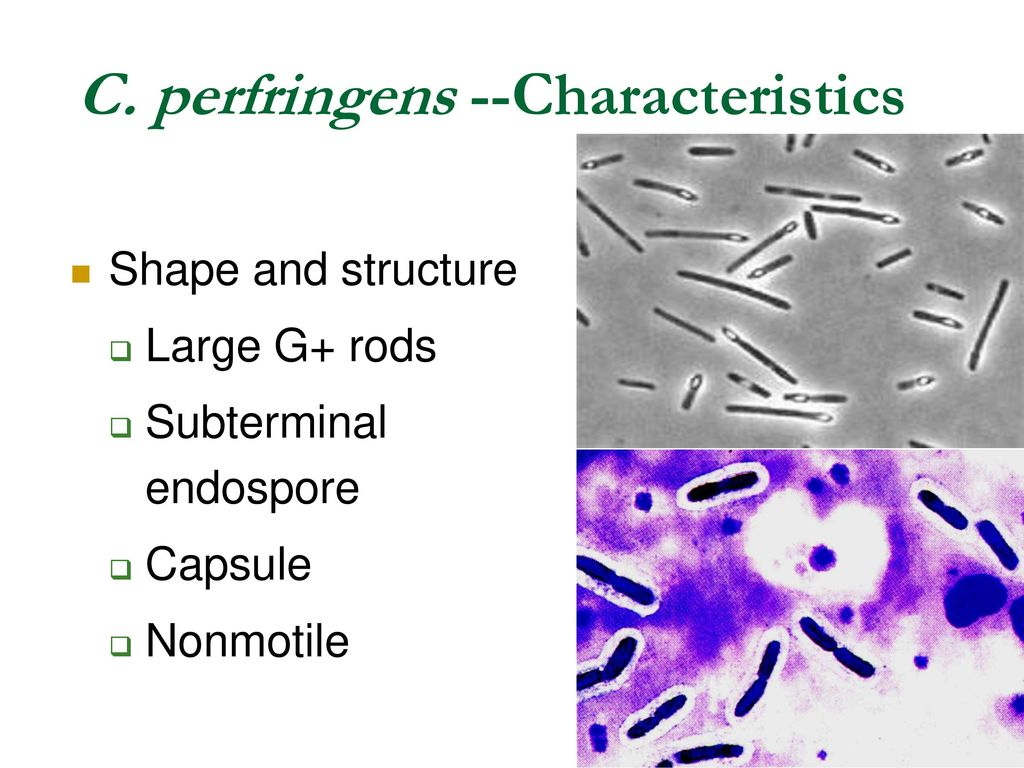 C. perfringens --Characteristics
Shape and structure
Large G+ rods
Subterminal
endospore
Capsule
Nonmotile